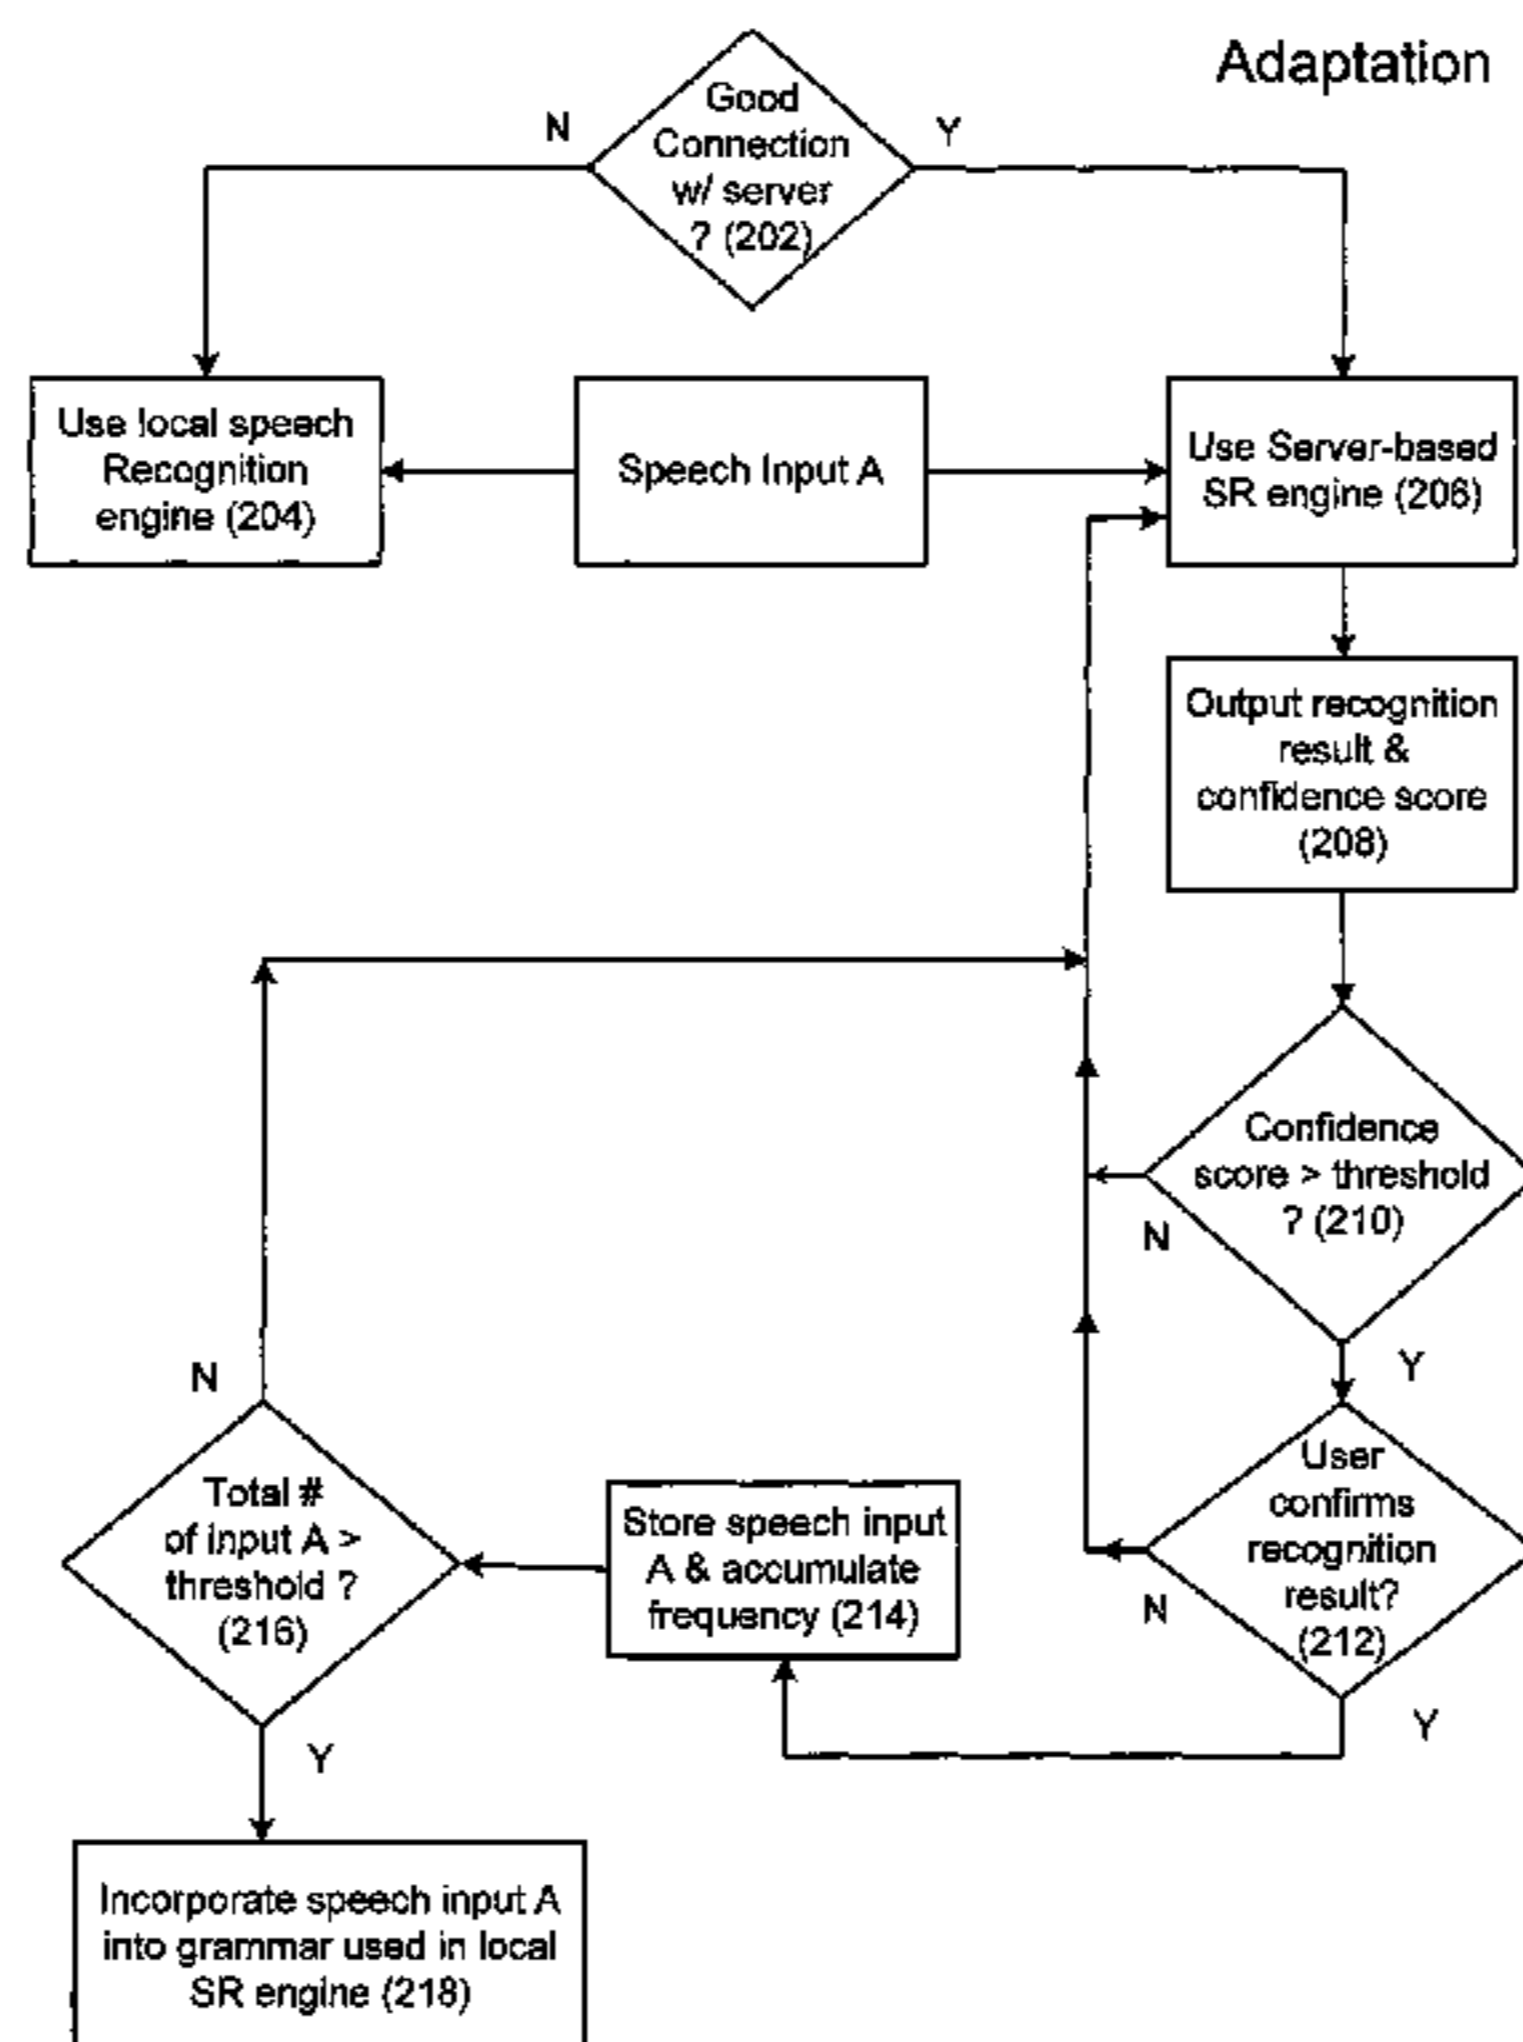 Adaptation
Good
Connection
w/ server
? (202)
N
Y
Use local speech
Recognition
engine (204)
Speech Input A
Use Server-based
SR engine (206)
Output recognition
result &
confidence score
(208)
Confidence
score > threshold
? (210)
N
Y
User
confirms
recognition
result?
(212)
N
Y
Store speech input
A & accumulate
frequency (214)
N
Total #
of input A >
threshold ?
(216)
Y
Incorporate speech input A
into grammar used in local
SR engine (218)